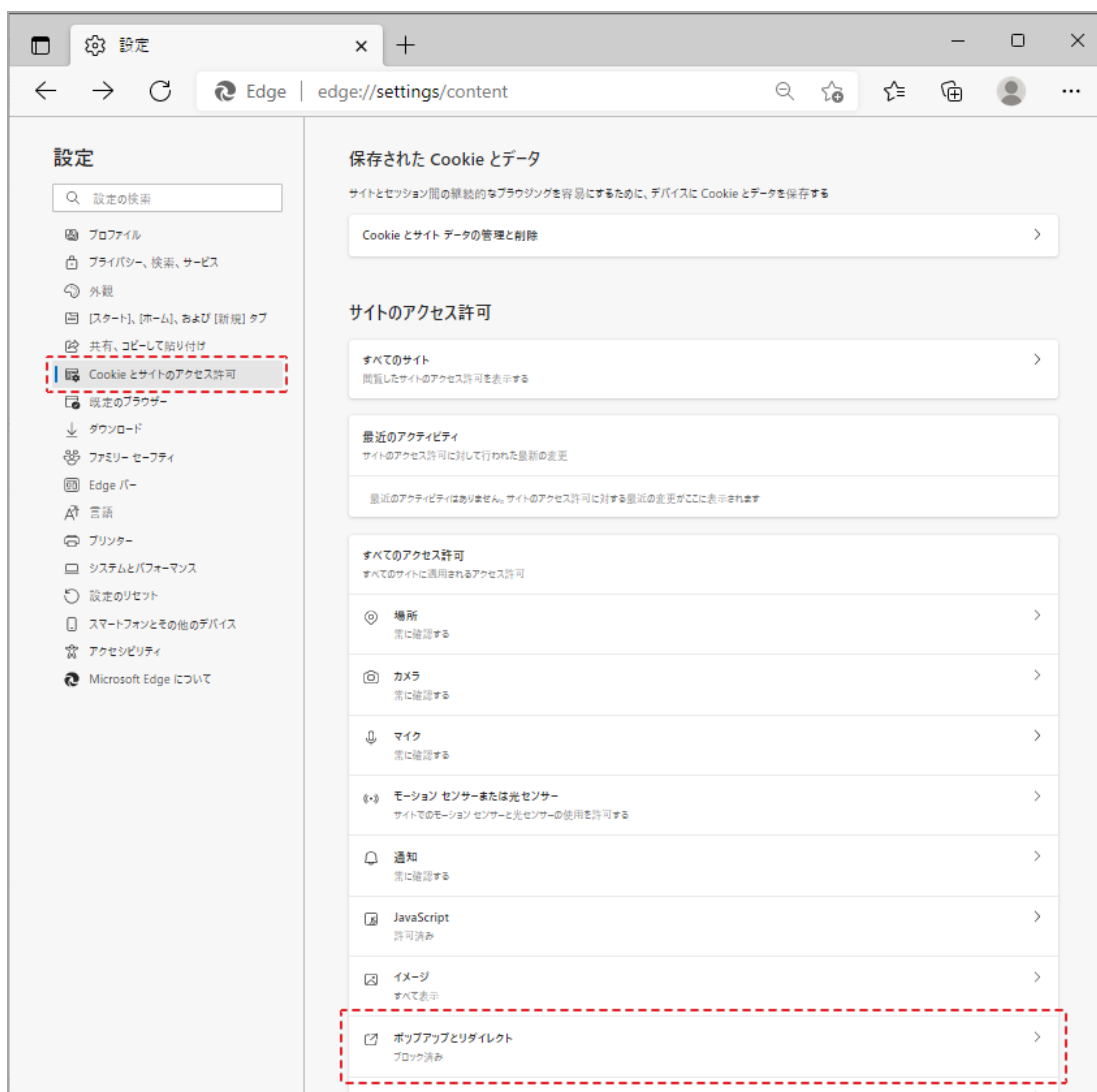 設定
Edge
edge://settings/content
設定
設定の検索
プロファイル
プライバシー、検索、サービス
外観
[スタート]、[ホーム]、および [新規] タブ
共有、コピーして貼り付け
Cookie とサイトのアクセス許可
既定のブラウザー
ダウンロード
ファミリー セーフティ
Edge バー
言語
プリンター
システムとパフォーマンス
設定のリセット
スマートフォンとその他のデバイス
アクセシビリティ
Microsoft Edge について
保存された Cookie とデータ
サイトとセッション間の継続的なブラウジングを容易にするために、デバイスに Cookie とデータを保存する
Cookie とサイト データの管理と削除
サイトのアクセス許可
すべてのサイト
閲覧したサイトのアクセス許可を表示する
最近のアクティビティ
サイトのアクセス許可に対して行われた最新の変更
最近のアクティビティはありません。サイトのアクセス許可に対する最近の変更がここに表示されます
すべてのアクセス許可
すべてのサイトに適用されるアクセス許可
場所
常に確認する
カメラ
常に確認する
マイク
常に確認する
モーション センサーまたは光センサー
サイトでのモーション センサーと光センサーの使用を許可する
通知
常に確認する
JavaScript
許可済み
イメージ
すべて表示
ポップアップとリダイレクト
ブロック済み